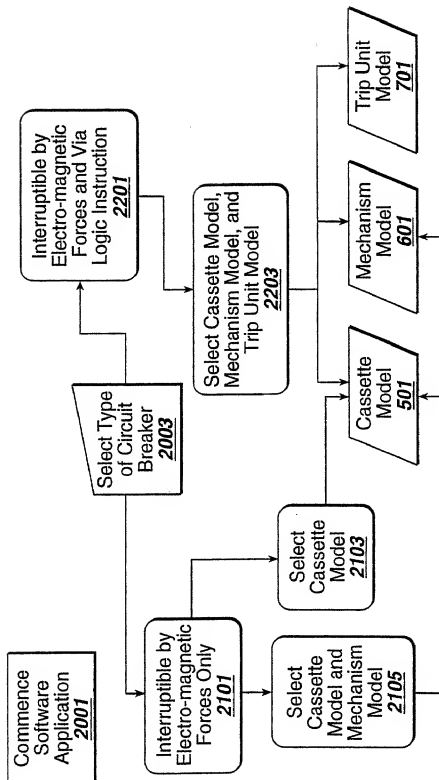 Commence
Software
Application
2001
Select Type
of Circuit
Breaker
2003
Interruptible by
Electro-magnetic
Forces Only
2101
Interruptible by
Electro-magnetic
Forces and Via
Logic Instruction
2201
Select
Cassette
Model
2103
Select
Cassette
Model and
Mechanism
Model
2105
Select Cassette Model,
Mechanism Model, and
Trip Unit Model
2203
Cassette
Model
501
Mechanism
Model
601
Trip Unit
Model
701